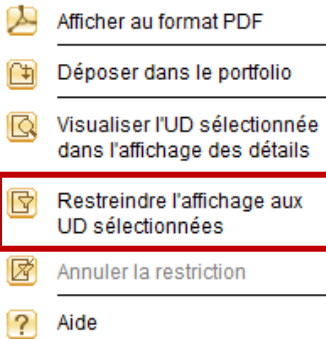 Afficher au format PDF
Déposer dans le portfolio
Visualiser l'UD sélectionnée
dans l'affichage des détails
Restreindre l'affichage aux
UD sélectionnées
Annuler la restriction
? Aide